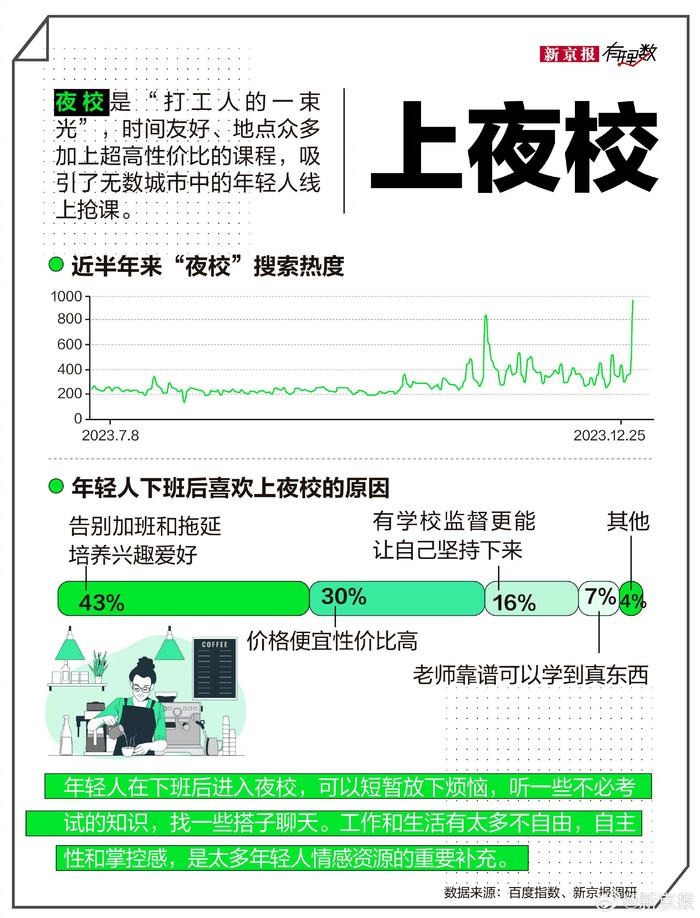 新京报 有理数
夜校是“打工人的一束
光”，时间友好、地点众多
加上超高性价比的课程，吸
引了无数城市中的年轻人线
上抢课。
上夜校
近半年来“夜校”搜索热度
1000
800
600
400
200
0
2023.7.8
2023.12.25
年轻人下班后喜欢上夜校的原因
告别加班和拖延
培养兴趣爱好
有学校监督更能
让自己坚持下来
其他
43%
30%
16%
7%
4%
价格便宜性价比高
老师靠谱可以学到真东西
COFFEE
年轻人在下班后进入夜校，可以短暂放下烦恼，听一些不必考
试的知识，找一些搭子聊天。工作和生活有太多不自由，自主
性和掌控感，是太多年轻人情感资源的重要补充。
数据来源：百度指数、新京报调研
@新京报